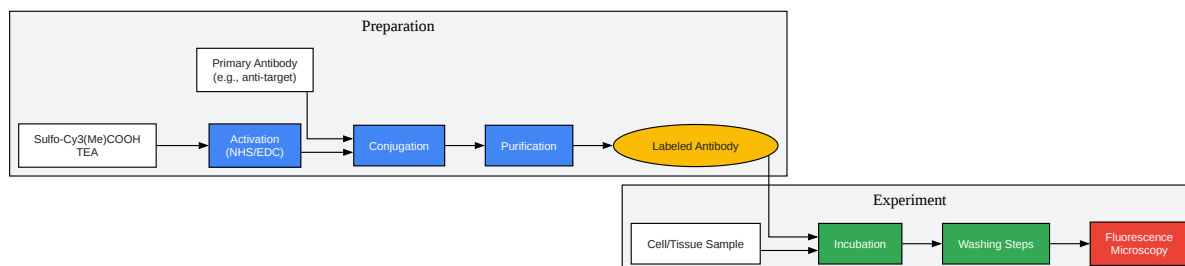 Preparation
Primary Antibody
(e.g., anti-target)
Sulfo-Cy3(Me)COOH
TEA
Activation
(NHS/EDC)
Conjugation
Purification
Labeled Antibody
Experiment
Cell/Tissue Sample
Incubation
Washing Steps
Fluorescence
Microscopy